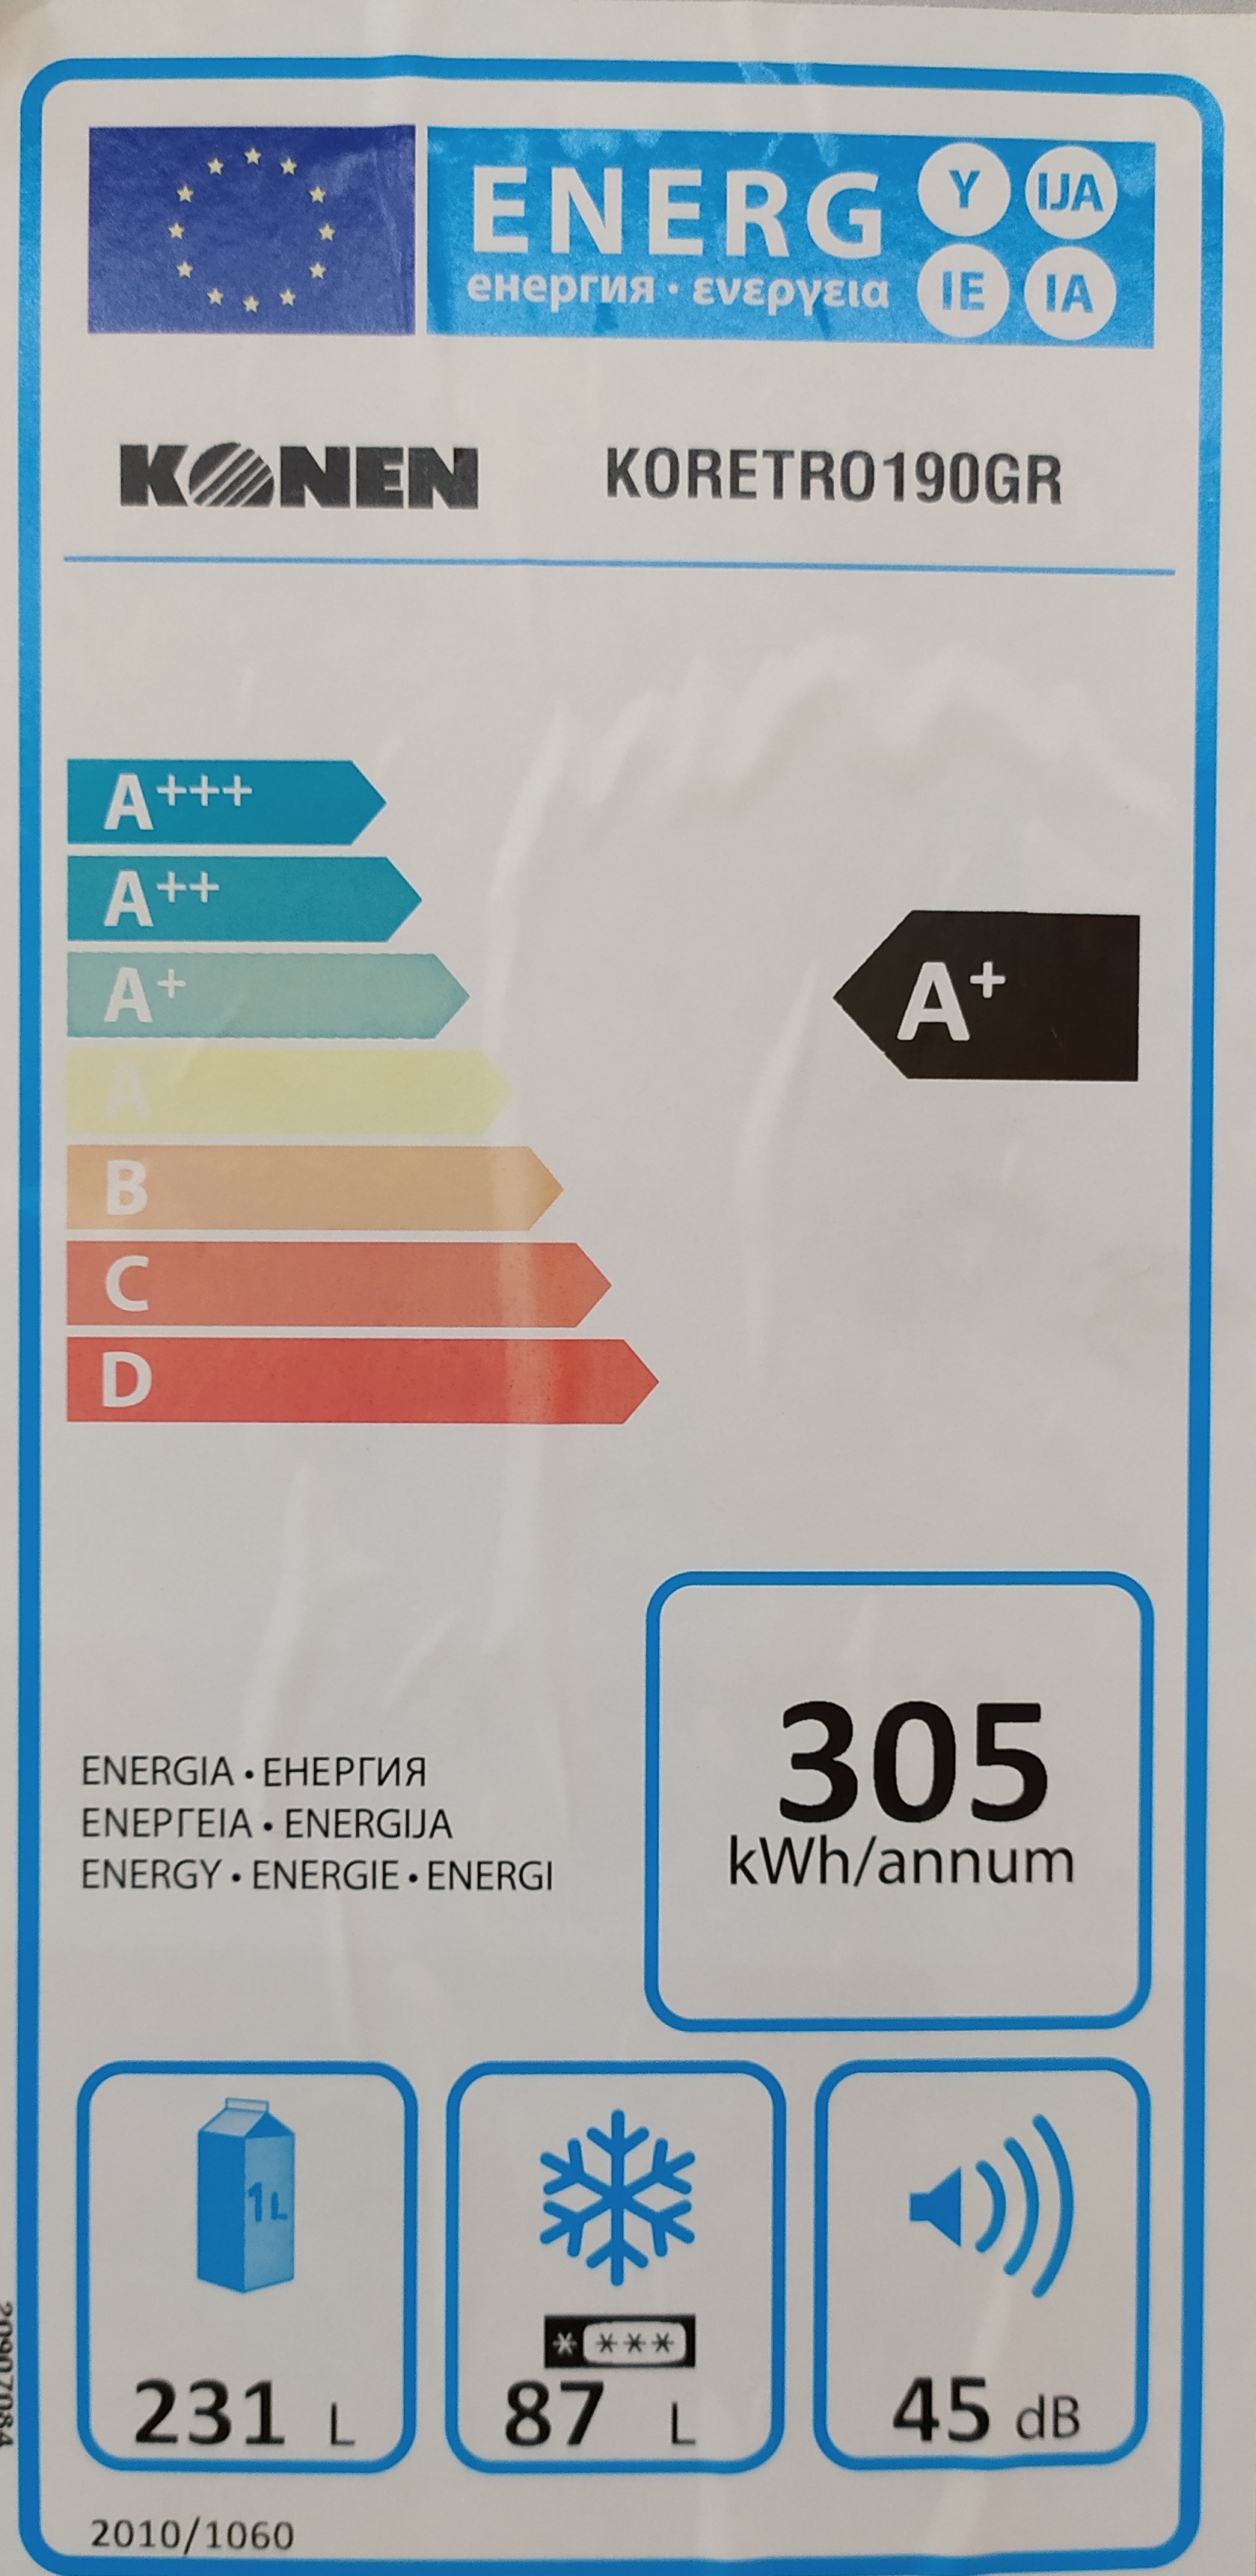 ENERG Y IJA
енергия · ενεργεια IE IA
KONEN KORETRO190GR
A+++
A++
A+
A+
A
B
C
D
305
kWh/annum
ENERGIA · ЕНЕРГИЯ
ΕΝΕΡΓΕΙΑ · ENERGIJA
ENERGY · ENERGIE · ENERGI
1L
****
231 L
87 L
45 dB
2010/1060